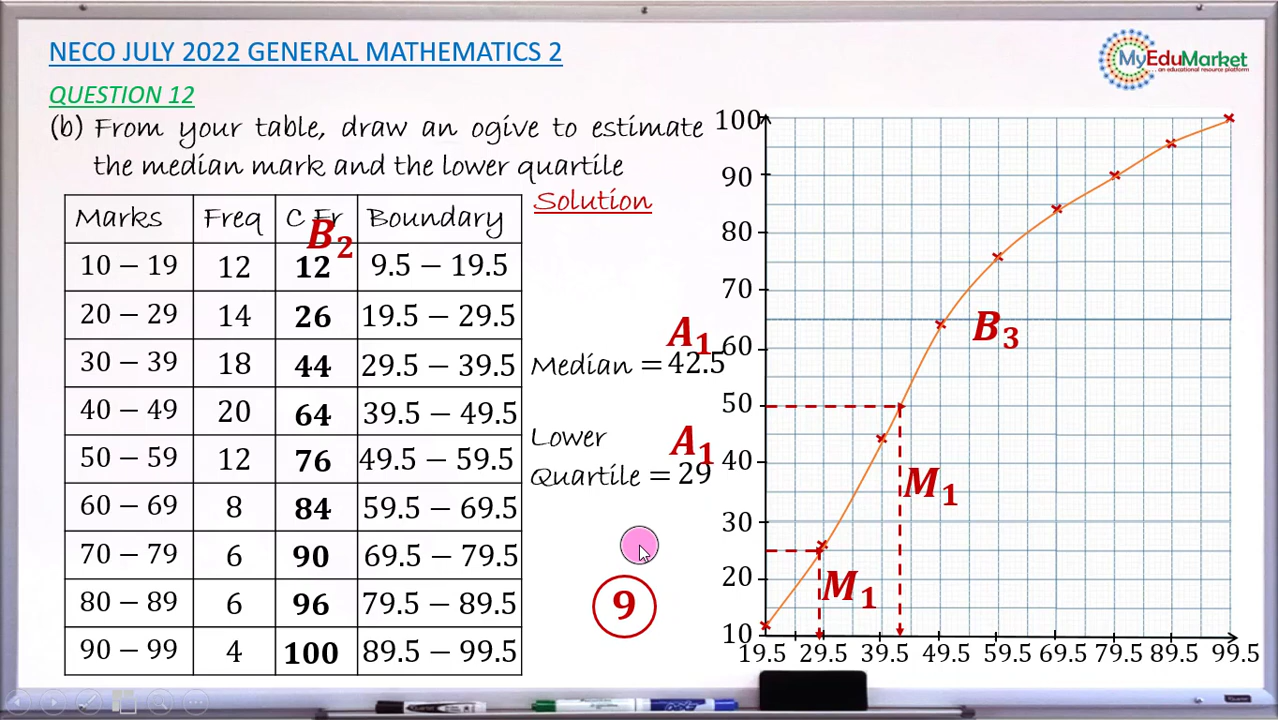 NECO JULY 2022 GENERAL MATHEMATICS 2
MyEduMarket
... an educational resource platform
QUESTION 12
(b) From your table, draw an ogive to estimate
the median mark and the lower quartile
Solution
Marks Freq C Fr Boundary
B₂
10 – 19 12 12 9.5 – 19.5
20 – 29 14 26 19.5 – 29.5
30 – 39 18 44 29.5 – 39.5
40 – 49 20 64 39.5 – 49.5
50 – 59 12 76 49.5 – 59.5
60 – 69 8 84 59.5 – 69.5
70 – 79 6 90 69.5 – 79.5
80 – 89 6 96 79.5 – 89.5
90 – 99 4 100 89.5 – 99.5
A₁
Median = 42.5
A₁
Lower
Quartile = 29
9
100
90
80
70
60
50
40
30
20
10
B₃
M₁
M₁
19.5 29.5 39.5 49.5 59.5 69.5 79.5 89.5 99.5